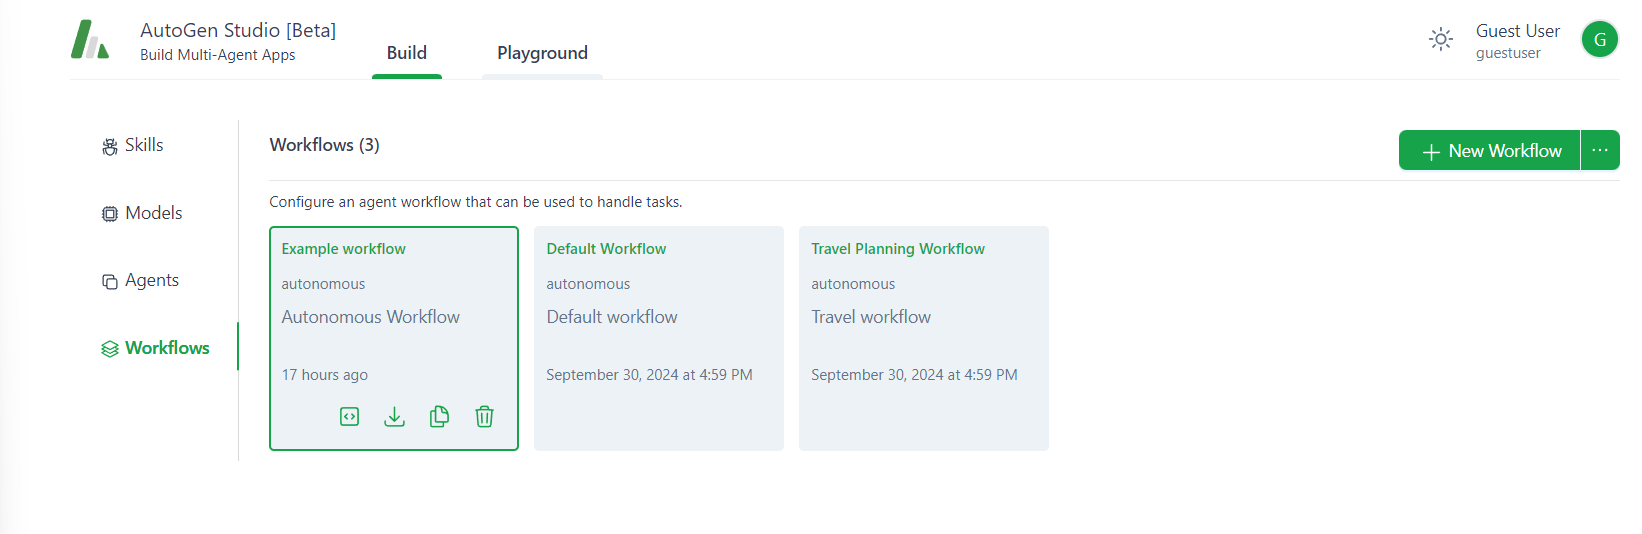 AutoGen Studio [Beta]
Build Multi-Agent Apps
Build
Playground
Guest User
guestuser
G
Skills
Models
Agents
Workflows
Workflows (3)
New Workflow
Configure an agent workflow that can be used to handle tasks.
Example workflow
autonomous
Autonomous Workflow
17 hours ago
Default Workflow
autonomous
Default workflow
September 30, 2024 at 4:59 PM
Travel Planning Workflow
autonomous
Travel workflow
September 30, 2024 at 4:59 PM